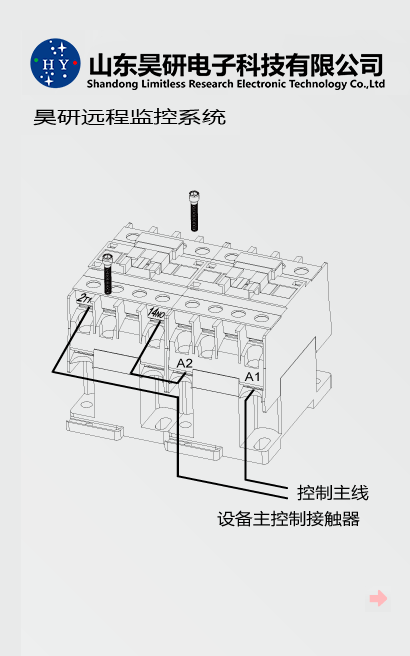 HY
山东昊研电子科技有限公司
Shandong Limitless Research Electronic Technology Co.,Ltd
昊研远程监控系统
2T1
14NO
A2
A1
控制主线
设备主控制接触器